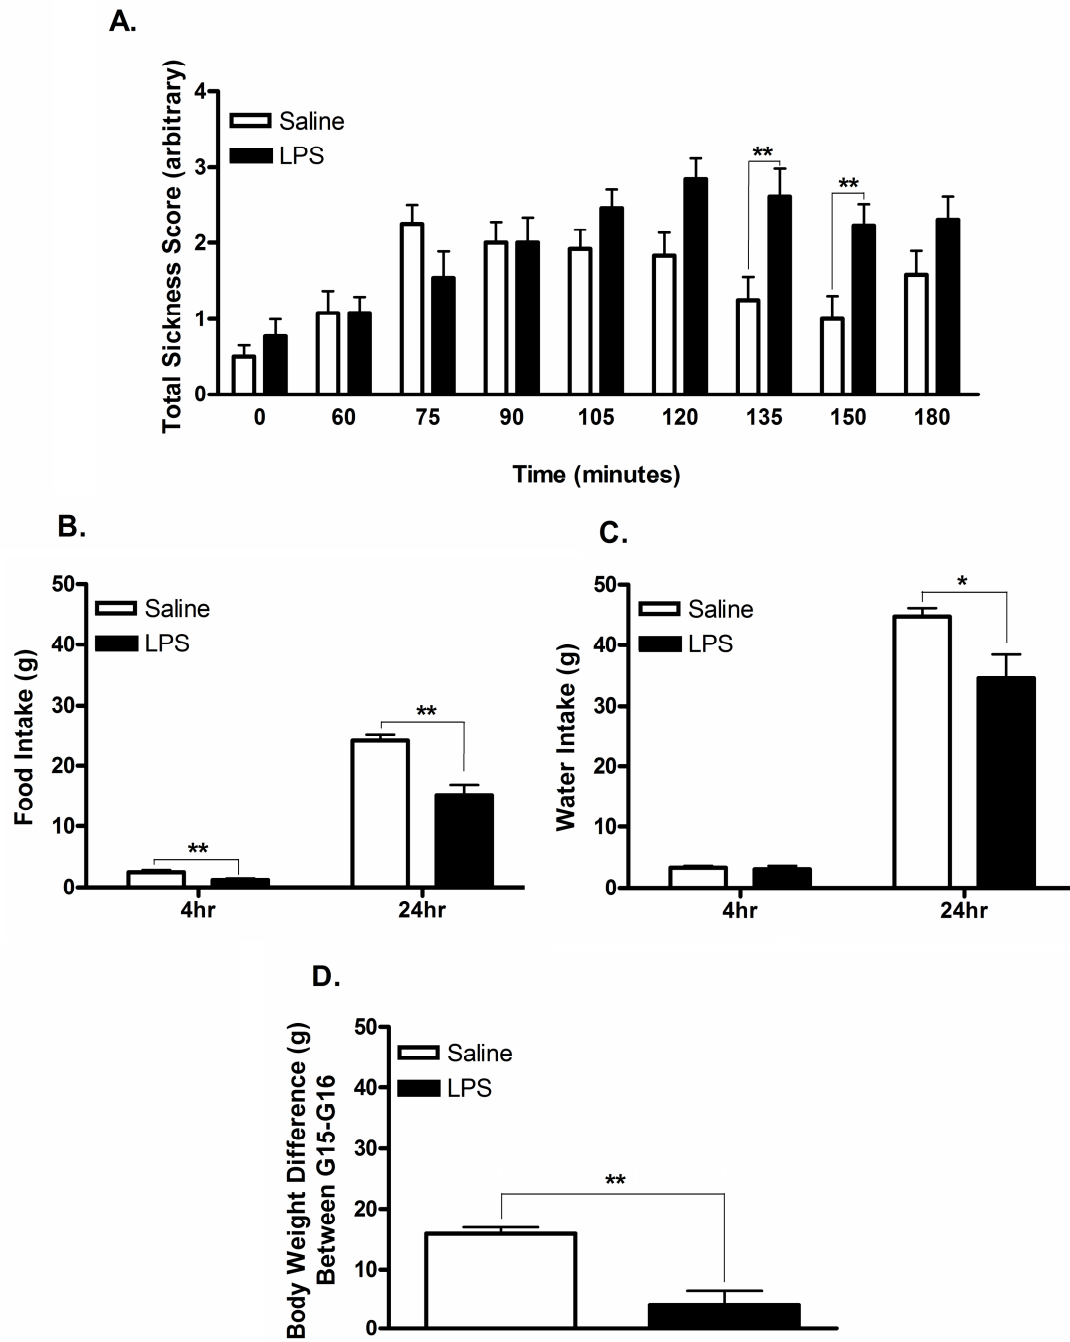 A.
Total Sickness Score (arbitrary)
4
3
2
1
0
Saline
LPS
**
**
0 60 75 90 105 120 135 150 180
Time (minutes)
B.
Food Intake (g)
50
40
30
20
10
0
Saline
LPS
**
**
4hr 24hr
C.
Water Intake (g)
50
40
30
20
10
0
Saline
LPS
*
4hr 24hr
D.
Body Weight Difference (g)
Between G15-G16
50
40
30
20
10
0
Saline
LPS
**